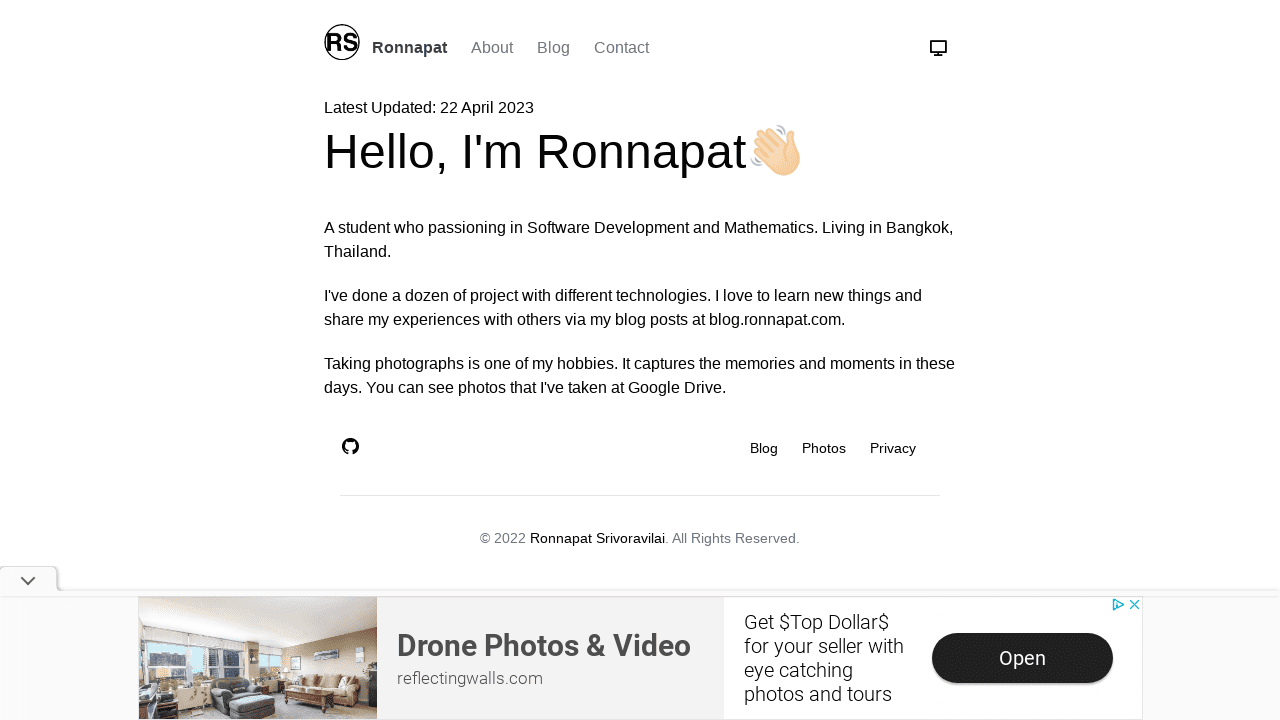 RS Ronnapat About Blog Contact
Latest Updated: 22 April 2023
Hello, I'm Ronnapat👋🏻
A student who passioning in Software Development and Mathematics. Living in Bangkok,
Thailand.
I've done a dozen of project with different technologies. I love to learn new things and
share my experiences with others via my blog posts at blog.ronnapat.com.
Taking photographs is one of my hobbies. It captures the memories and moments in these
days. You can see photos that I've taken at Google Drive.
Blog Photos Privacy
© 2022 Ronnapat Srivoravilai. All Rights Reserved.
Drone Photos & Video
reflectingwalls.com
Get $Top Dollar$
for your seller with
eye catching
photos and tours
Open